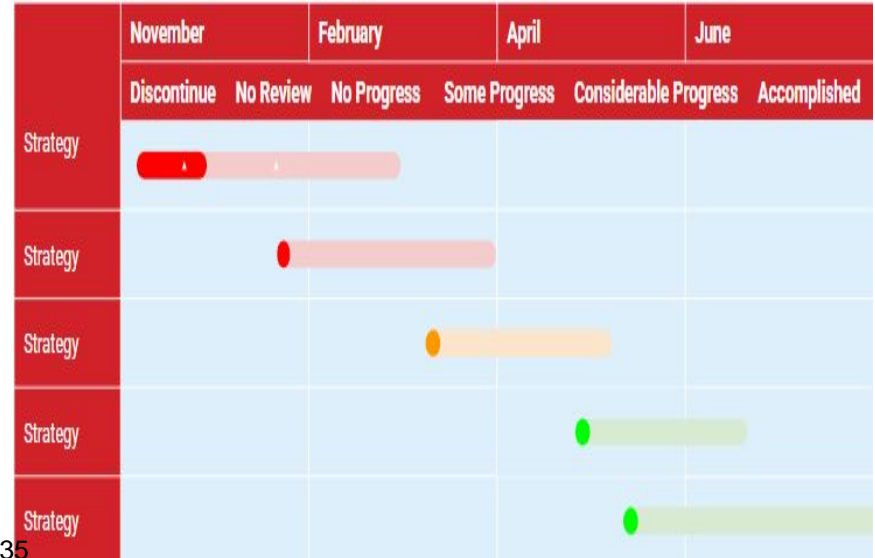 November February April June
Discontinue No Review No Progress Some Progress Considerable Progress Accomplished
Strategy
Strategy
Strategy
Strategy
Strategy
35